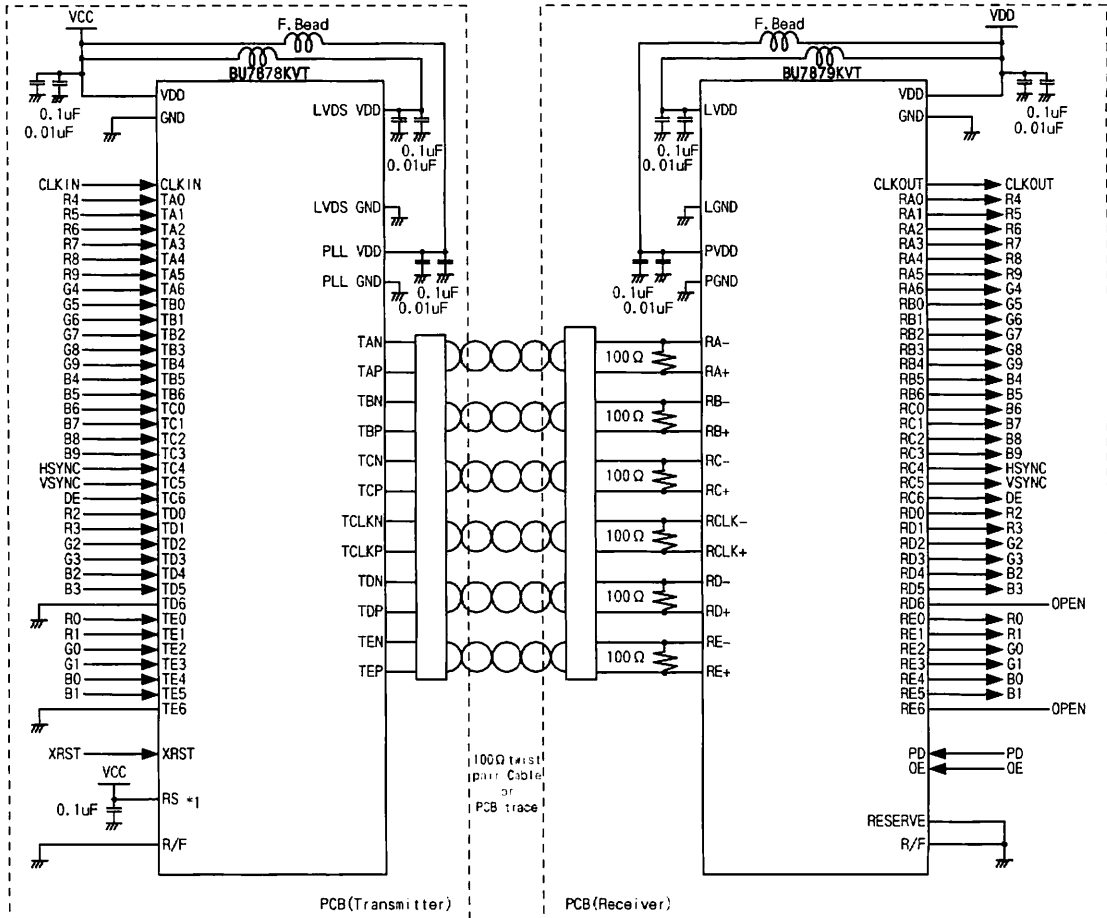 VCC
F.Bead
BU7878KVT
0.1uF
0.01uF
VDD
GND
LVDS VDD
0.1uF
0.01uF
LVDS GND
PLL VDD
PLL GND
0.1uF
0.01uF
CLKIN CLKIN
R4 TA0
R5 TA1
R6 TA2
R7 TA3
R8 TA4
R9 TA5
G4 TA6
G5 TB0
G6 TB1
G7 TB2
G8 TB3
G9 TB4
B4 TB5
B5 TB6
B6 TC0
B7 TC1
B8 TC2
B9 TC3
HSYNC TC4
VSYNC TC5
DE TC6
R2 TD0
R3 TD1
G2 TD2
G3 TD3
B2 TD4
B3 TD5
TD6
R0 TE0
R1 TE1
G0 TE2
G1 TE3
B0 TE4
B1 TE5
TE6
XRST XRST
VCC
0.1uF
RS *1
R/F
TAN
TAP
TBN
TBP
TCN
TCP
TCLKN
TCLKP
TDN
TDP
TEN
TEP
PCB(Transmitter)
100Ω twist
pair Cable
or
PCB trace
F.Bead
VDD
BU7879KVT
LVDD
0.1uF
0.01uF
LGND
PVDD
0.1uF
0.01uF
PGND
VDD
GND
0.1uF
0.01uF
100Ω
RA-
RA+
100Ω
RB-
RB+
100Ω
RC-
RC+
100Ω
RCLK-
RCLK+
100Ω
RD-
RD+
100Ω
RE-
RE+
CLKOUT CLKOUT
RA0 R4
RA1 R5
RA2 R6
RA3 R7
RA4 R8
RA5 R9
RA6 G4
RB0 G5
RB1 G6
RB2 G7
RB3 G8
RB4 G9
RB5 B4
RB6 B5
RC0 B6
RC1 B7
RC2 B8
RC3 B9
RC4 HSYNC
RC5 VSYNC
RC6 DE
RD0 R2
RD1 R3
RD2 G2
RD3 G3
RD4 B2
RD5 B3
RD6 OPEN
RE0 R0
RE1 R1
RE2 G0
RE3 G1
RE4 B0
RE5 B1
RE6 OPEN
PD PD
OE OE
RESERVE
R/F
PCB(Receiver)